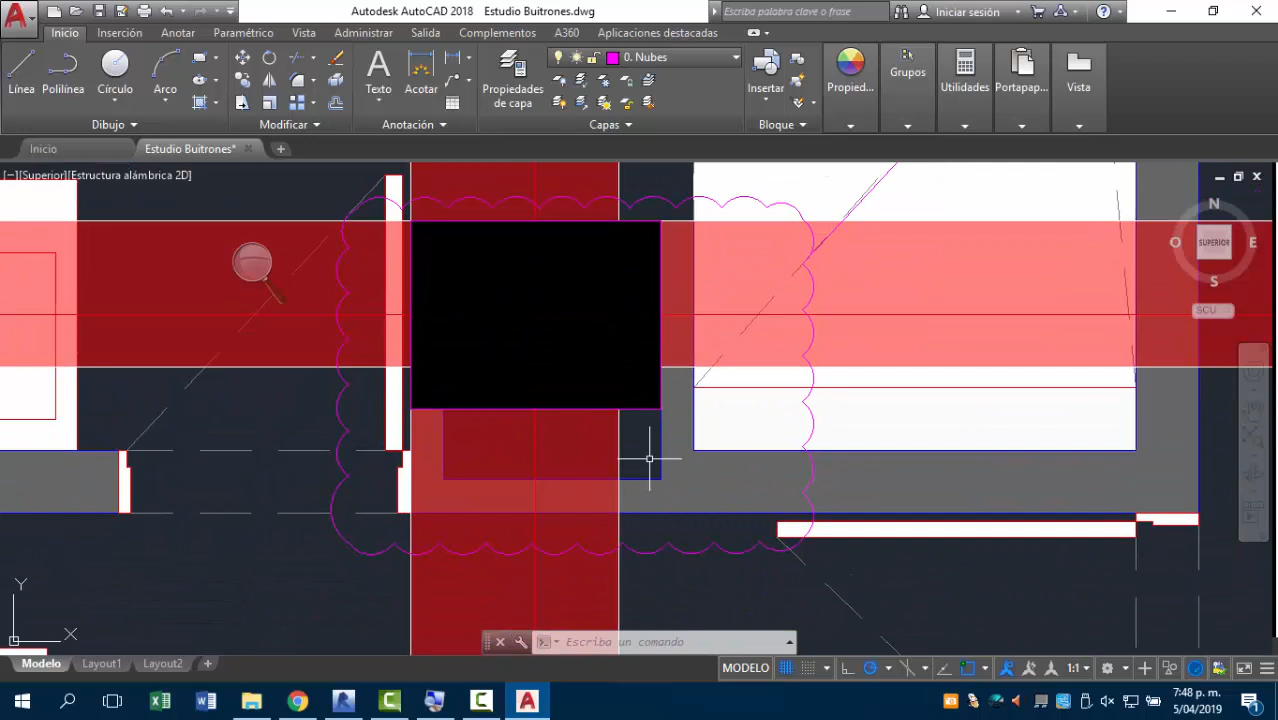 Autodesk AutoCAD 2018 Estudio Buitrones.dwg
Escriba palabra clave o frase
Iniciar sesión
Inicio Inserción Anotar Paramétrico Vista Administrar Salida Complementos A360 Aplicaciones destacadas
Línea Polilínea Círculo Arco
Texto Acotar
Propiedades de capa
0. Nubes
Insertar
Propied...
Grupos
Utilidades
Portapap...
Vista
Dibujo Modificar Anotación Capas Bloque
Inicio Estudio Buitrones*
[−][Superior][Estructura alámbrica 2D]
N
O SUPERIOR E
S
SCU
Y
X
Escriba un comando
Modelo Layout1 Layout2 +
MODELO 1:1
7:48 p. m.
5/04/2019
1